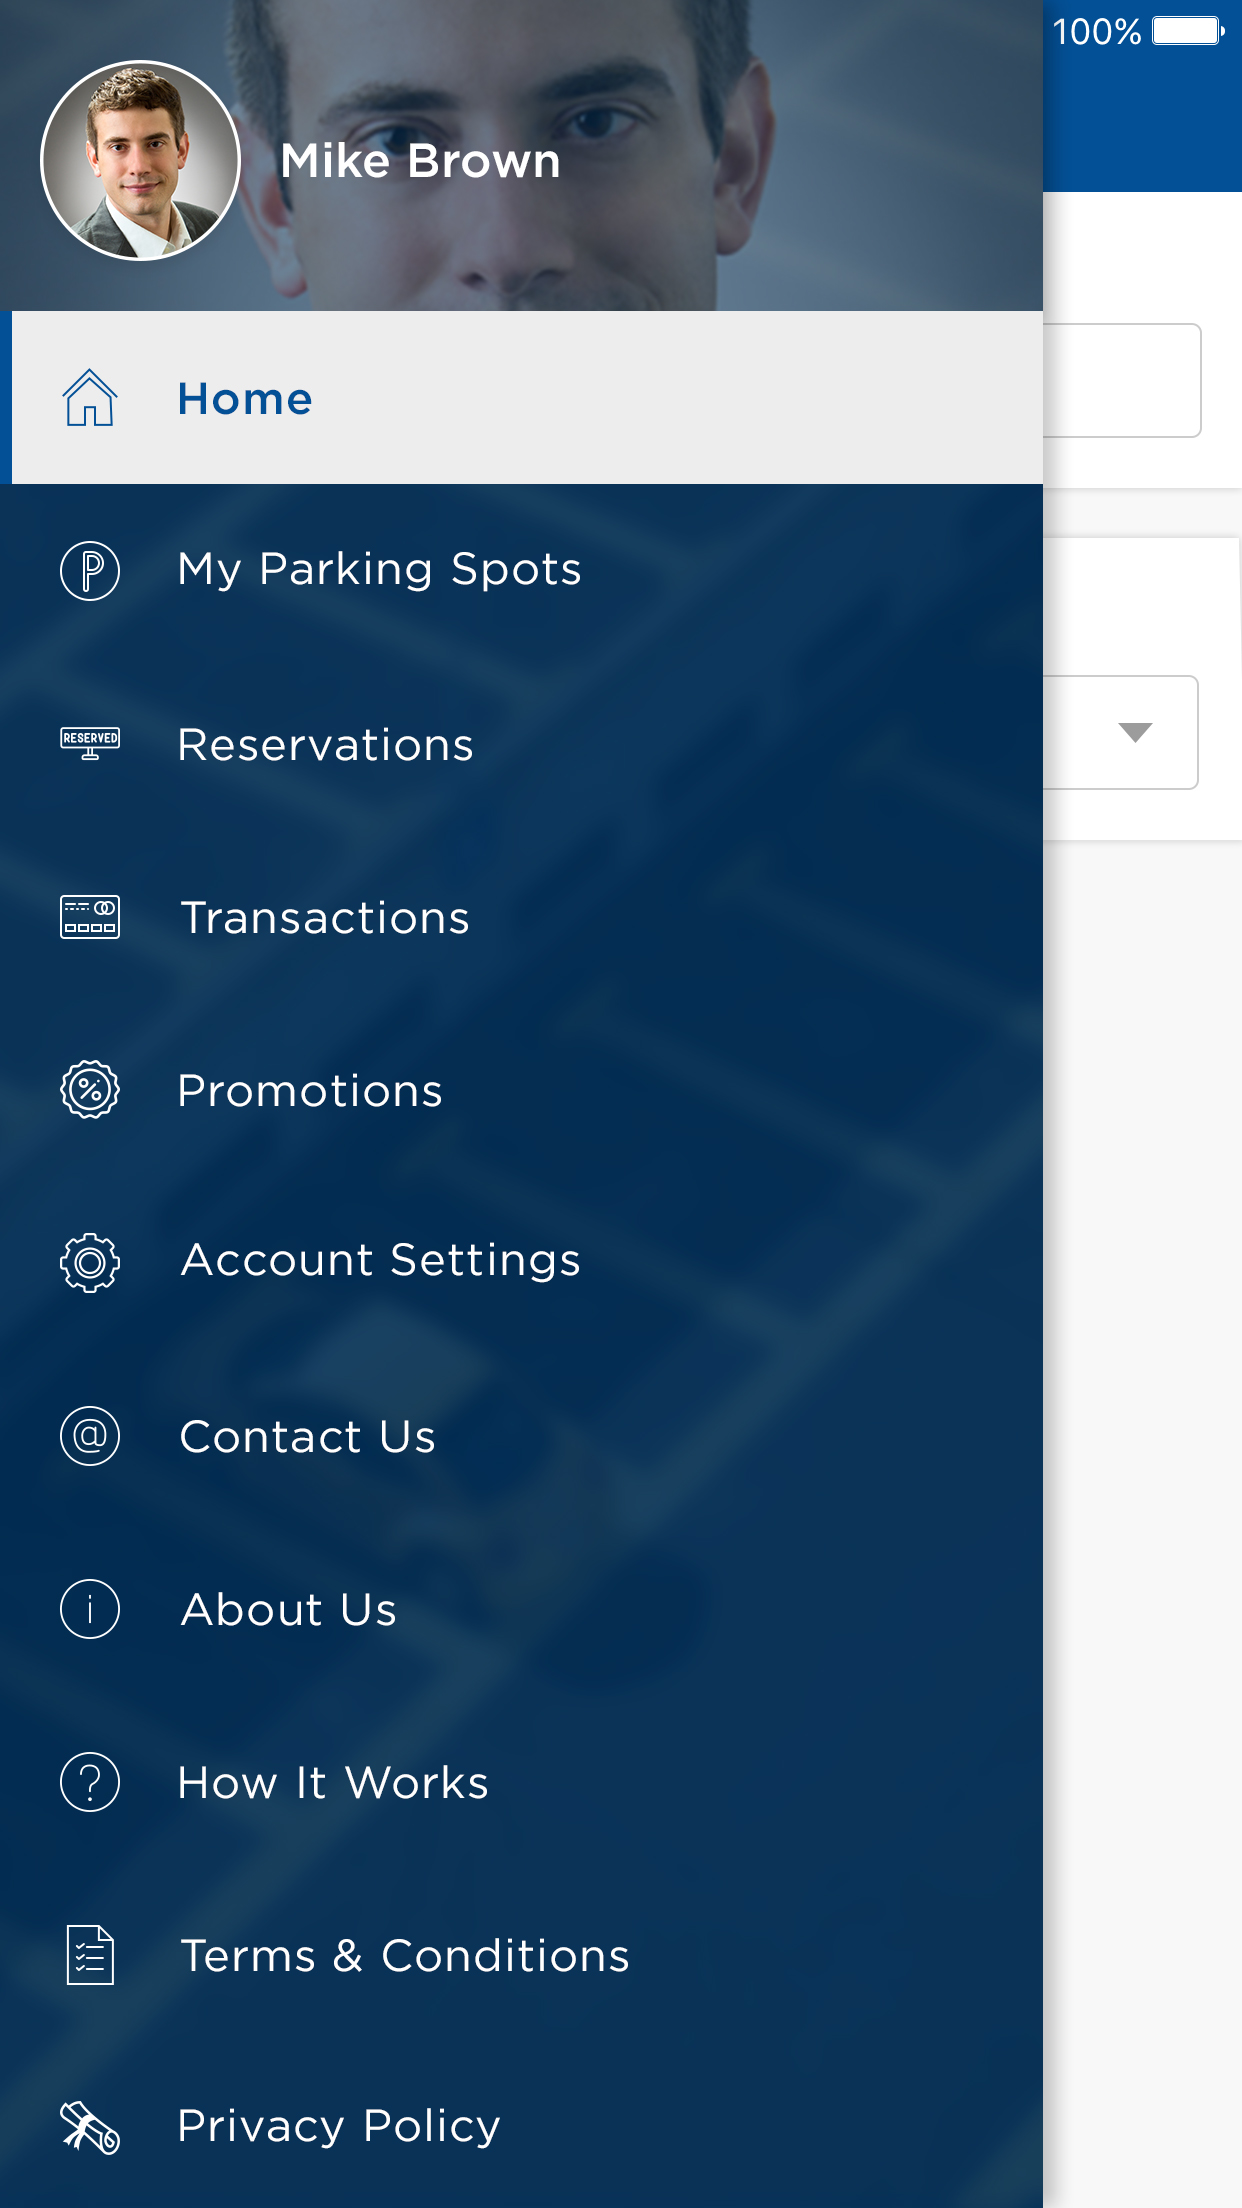 100%
Mike Brown
Home
My Parking Spots
RESERVED
Reservations
Transactions
Promotions
Account Settings
Contact Us
About Us
How It Works
Terms & Conditions
Privacy Policy